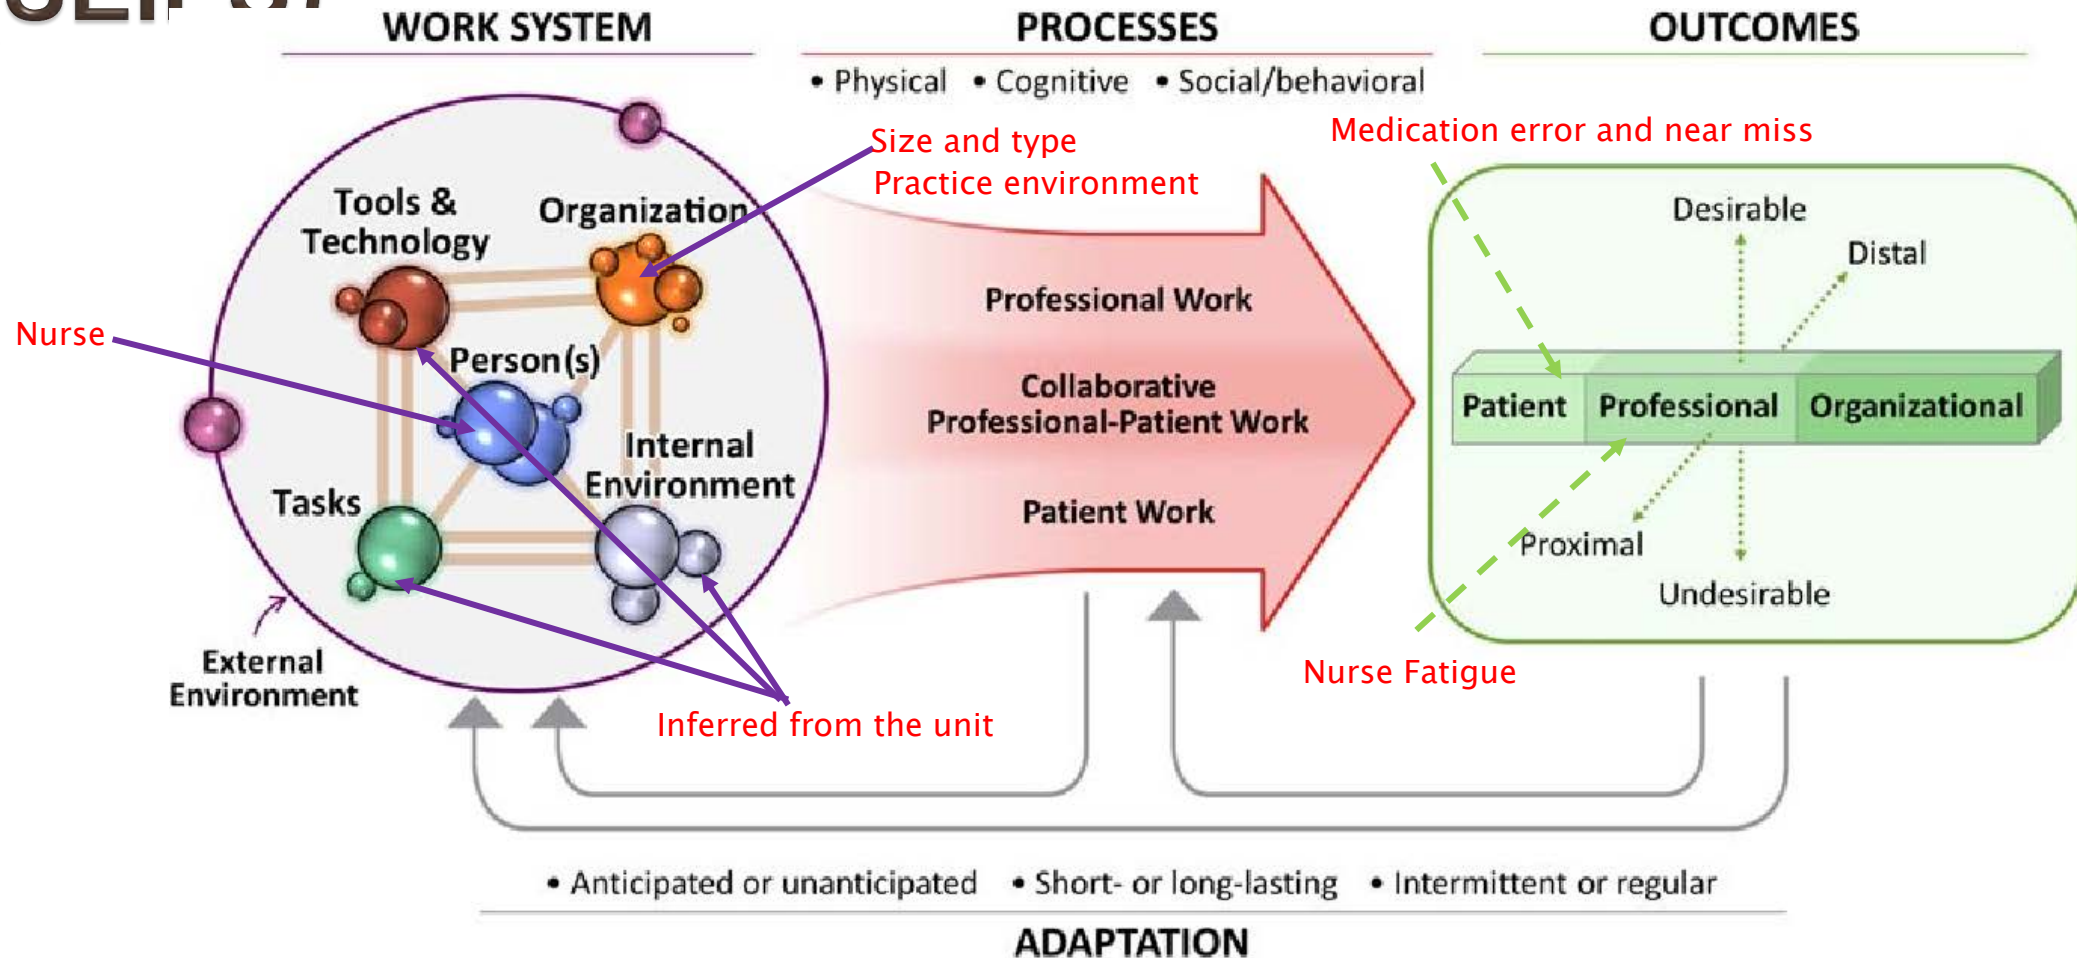 WORK SYSTEM
PROCESSES
OUTCOMES
• Physical • Cognitive • Social/behavioral
Size and type
Practice environment
Medication error and near miss
Tools &
Technology
Organization
Desirable
Distal
Nurse
Person(s)
Professional Work
Collaborative
Professional-Patient Work
Patient Work
Patient
Professional
Organizational
Internal
Environment
Tasks
Proximal
Undesirable
External
Environment
Nurse Fatigue
Inferred from the unit
• Anticipated or unanticipated • Short- or long-lasting • Intermittent or regular
ADAPTATION